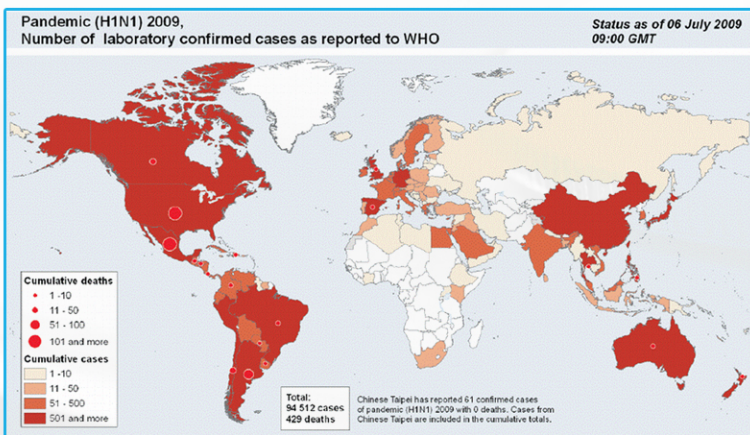 Pandemic (H1N1) 2009,
Number of laboratory confirmed cases as reported to WHO
Status as of 06 July 2009
09:00 GMT
Cumulative deaths
1 -10
11 - 50
51 - 100
101 and more
Cumulative cases
1 -10
11 - 50
51 - 500
501 and more
Total:
94 512 cases
429 deaths
Chinese Taipei has reported 61 confirmed cases
of pandemic (H1N1) 2009 with 0 deaths. Cases from
Chinese Taipei are included in the cumulative totals.